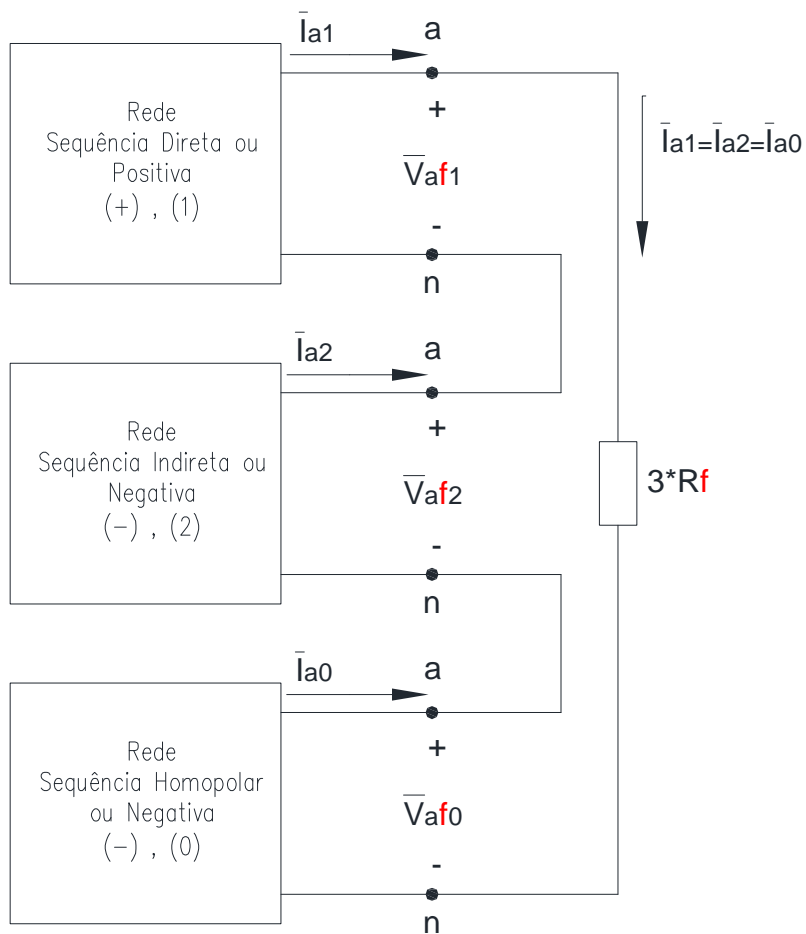 Īa1
a
Rede
Sequência Direta ou
Positiva
(+) , (1)
+
V̅af1
-
n
Īa1=Īa2=Īa0
Īa2
a
Rede
Sequência Indireta ou
Negativa
(-) , (2)
+
V̅af2
-
n
3*Rf
Īa0
a
Rede
Sequência Homopolar
ou Negativa
(-) , (0)
+
V̅af0
-
n